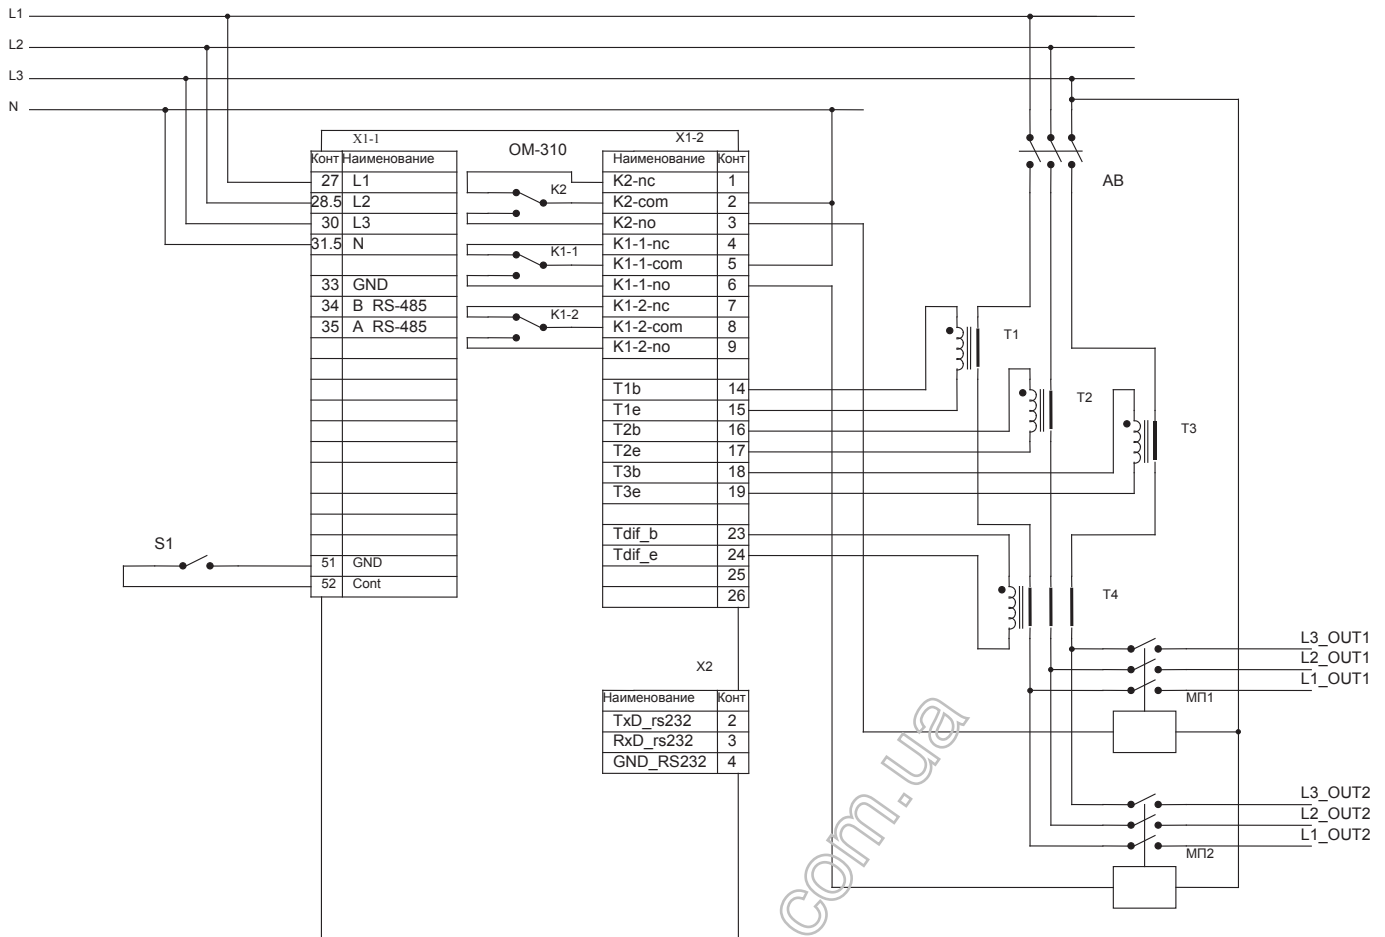 L1
L2
L3
N
X1-1
Конт Наименование
27 L1
28.5 L2
30 L3
31.5 N
33 GND
34 B RS-485
35 A RS-485
51 GND
52 Cont
S1
OM-310
K2
K1-1
K1-2
X1-2
Наименование Конт
K2-nc 1
K2-com 2
K2-no 3
K1-1-nc 4
K1-1-com 5
K1-1-no 6
K1-2-nc 7
K1-2-com 8
K1-2-no 9
T1b 14
T1e 15
T2b 16
T2e 17
T3b 18
T3e 19
Tdif_b 23
Tdif_e 24
25
26
X2
Наименование Конт
TxD_rs232 2
RxD_rs232 3
GND_RS232 4
AB
T1
T2
T3
T4
L3_OUT1
L2_OUT1
L1_OUT1
МП1
L3_OUT2
L2_OUT2
L1_OUT2
МП2
com.ua